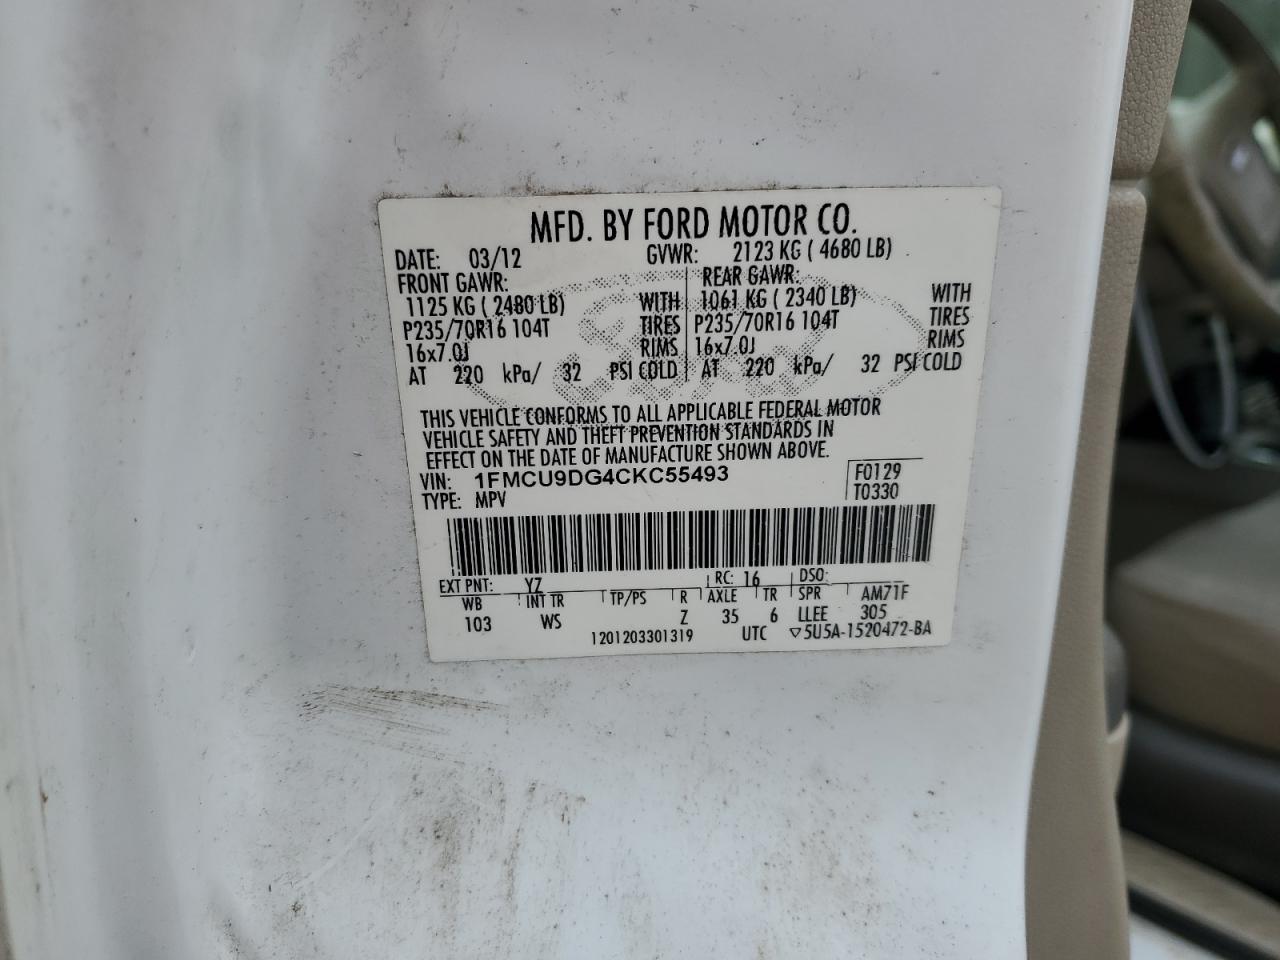 MFD. BY FORD MOTOR CO.
DATE: 03/12 GVWR: 2123 KG ( 4680 LB)
FRONT GAWR: REAR GAWR:
1125 KG ( 2480 LB) WITH 1061 KG ( 2340 LB) WITH
P235/70R16 104T TIRES P235/70R16 104T TIRES
16x7.0J RIMS 16x7.0J RIMS
AT 220 kPa/ 32 PSI COLD AT 220 kPa/ 32 PSI COLD
THIS VEHICLE CONFORMS TO ALL APPLICABLE FEDERAL MOTOR
VEHICLE SAFETY AND THEFT PREVENTION STANDARDS IN
EFFECT ON THE DATE OF MANUFACTURE SHOWN ABOVE.
VIN: 1FMCU9DG4CKC55493 F0129
TYPE: MPV T0330
EXT PNT: YZ RC: 16 DSO:
WB INT TR TP/PS R AXLE TR SPR AM71F
103 WS Z 35 6 LLEE 305
1201203301319 UTC ▽5U5A-1520472-BA